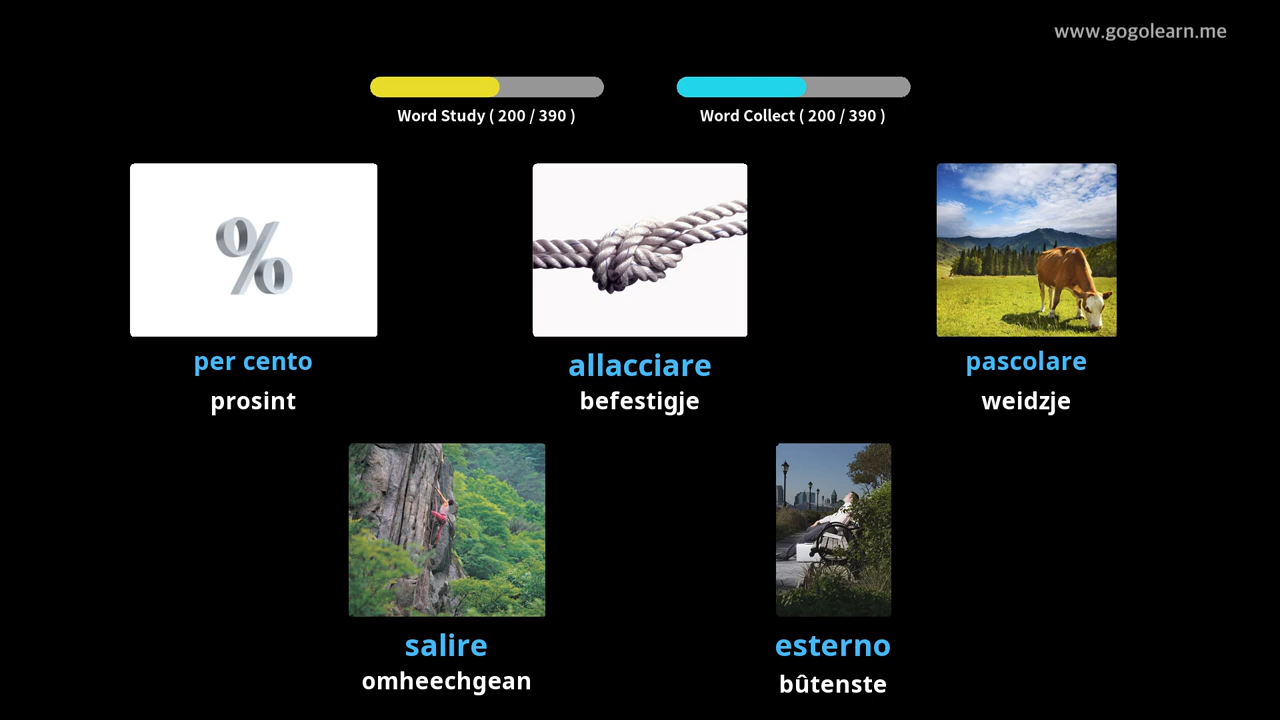 www.gogolearn.me
Word Study ( 200 / 390 )
Word Collect ( 200 / 390 )
%
per cento
prosint
allacciare
befestigje
pascolare
weidzje
salire
omheechgean
esterno
bûtenste